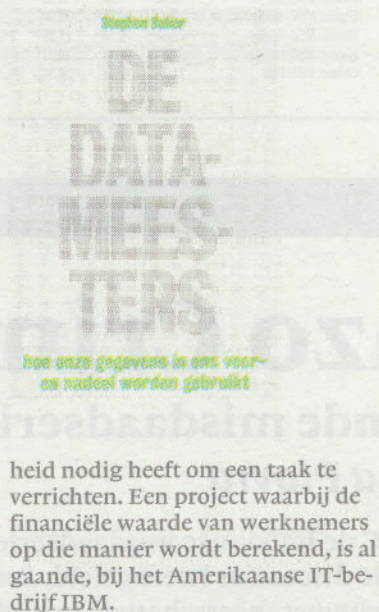 Stephen Baker
DE
DATA-
MEES-
TERS
hoe onze gegevens in ons voor-
en nadeel worden gebruikt
heid nodig heeft om een taak te
verrichten. Een project waarbij de
financiële waarde van werknemers
op die manier wordt berekend, is al
gaande, bij het Amerikaanse IT-be-
drijf IBM.